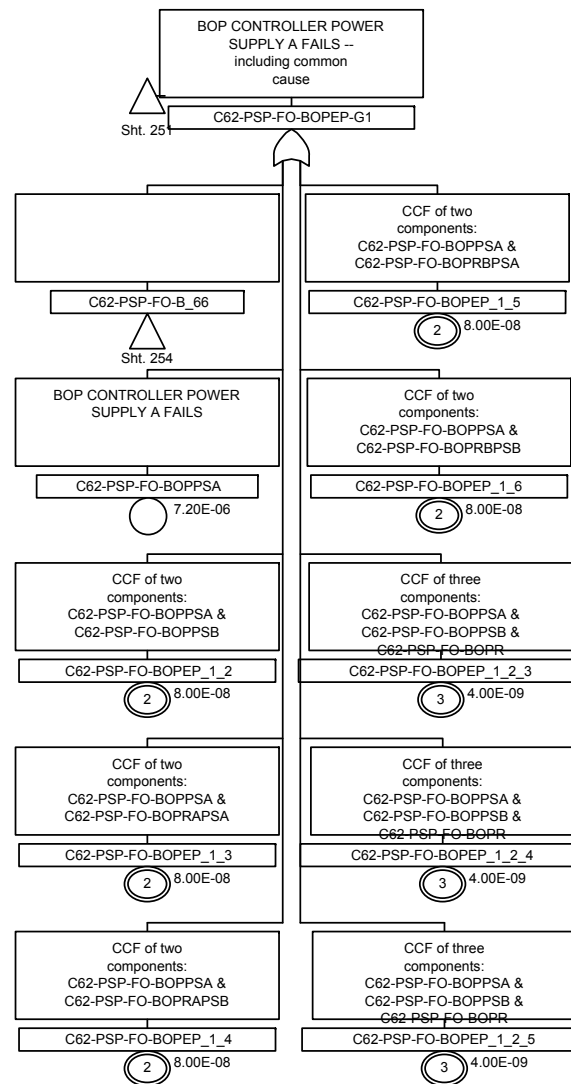 BOP CONTROLLER POWER
SUPPLY A FAILS --
including common
cause
Sht. 251
C62-PSP-FO-BOPEP-G1
C62-PSP-FO-B_66
Sht. 254
BOP CONTROLLER POWER
SUPPLY A FAILS
C62-PSP-FO-BOPPSA
7.20E-06
CCF of two
components:
C62-PSP-FO-BOPPSA &
C62-PSP-FO-BOPPSB
C62-PSP-FO-BOPEP_1_2
2
8.00E-08
CCF of two
components:
C62-PSP-FO-BOPPSA &
C62-PSP-FO-BOPRAPSA
C62-PSP-FO-BOPEP_1_3
2
8.00E-08
CCF of two
components:
C62-PSP-FO-BOPPSA &
C62-PSP-FO-BOPRAPSB
C62-PSP-FO-BOPEP_1_4
2
8.00E-08
CCF of two
components:
C62-PSP-FO-BOPPSA &
C62-PSP-FO-BOPRBPSA
C62-PSP-FO-BOPEP_1_5
2
8.00E-08
CCF of two
components:
C62-PSP-FO-BOPPSA &
C62-PSP-FO-BOPRBPSB
C62-PSP-FO-BOPEP_1_6
2
8.00E-08
CCF of three
components:
C62-PSP-FO-BOPPSA &
C62-PSP-FO-BOPPSB &
C62-PSP-FO-BOPR
C62-PSP-FO-BOPEP_1_2_3
3
4.00E-09
CCF of three
components:
C62-PSP-FO-BOPPSA &
C62-PSP-FO-BOPPSB &
C62-PSP-FO-BOPR
C62-PSP-FO-BOPEP_1_2_4
3
4.00E-09
CCF of three
components:
C62-PSP-FO-BOPPSA &
C62-PSP-FO-BOPPSB &
C62-PSP-FO-BOPR
C62-PSP-FO-BOPEP_1_2_5
3
4.00E-09